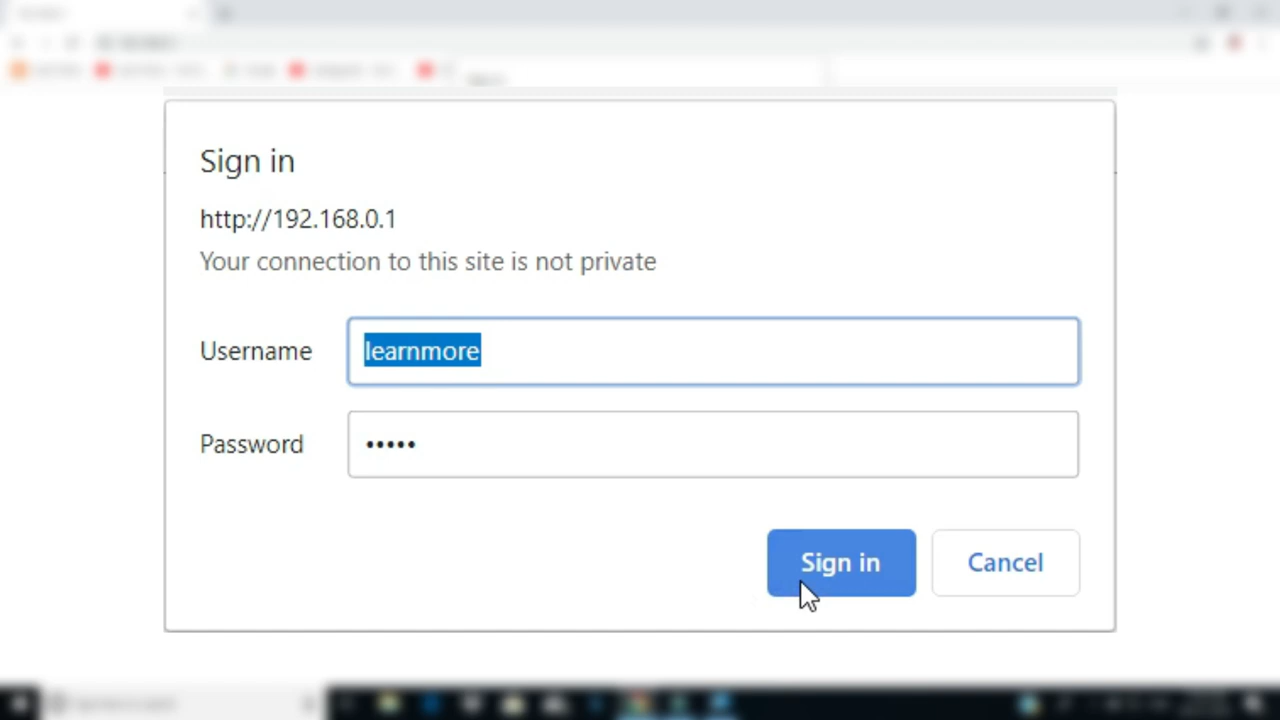 Sign in
http://192.168.0.1
Your connection to this site is not private
Username learnmore
Password •••••
Sign in Cancel